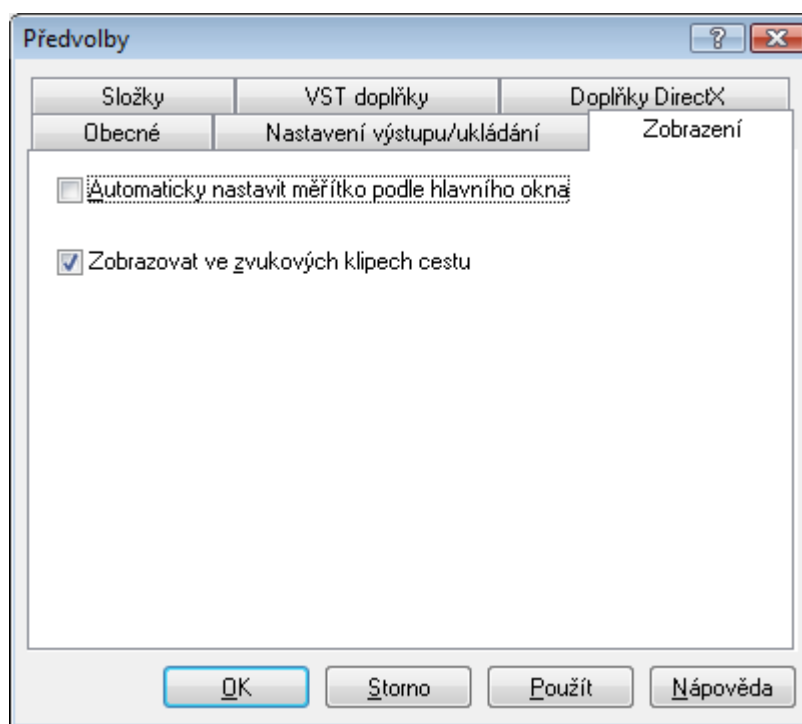 Předvolby
Složky
VST doplňky
Doplňky DirectX
Obecné
Nastavení výstupu/ukládání
Zobrazení
Automaticky nastavit měřítko podle hlavního okna
Zobrazovat ve zvukových klipech cestu
OK
Storno
Použít
Nápověda